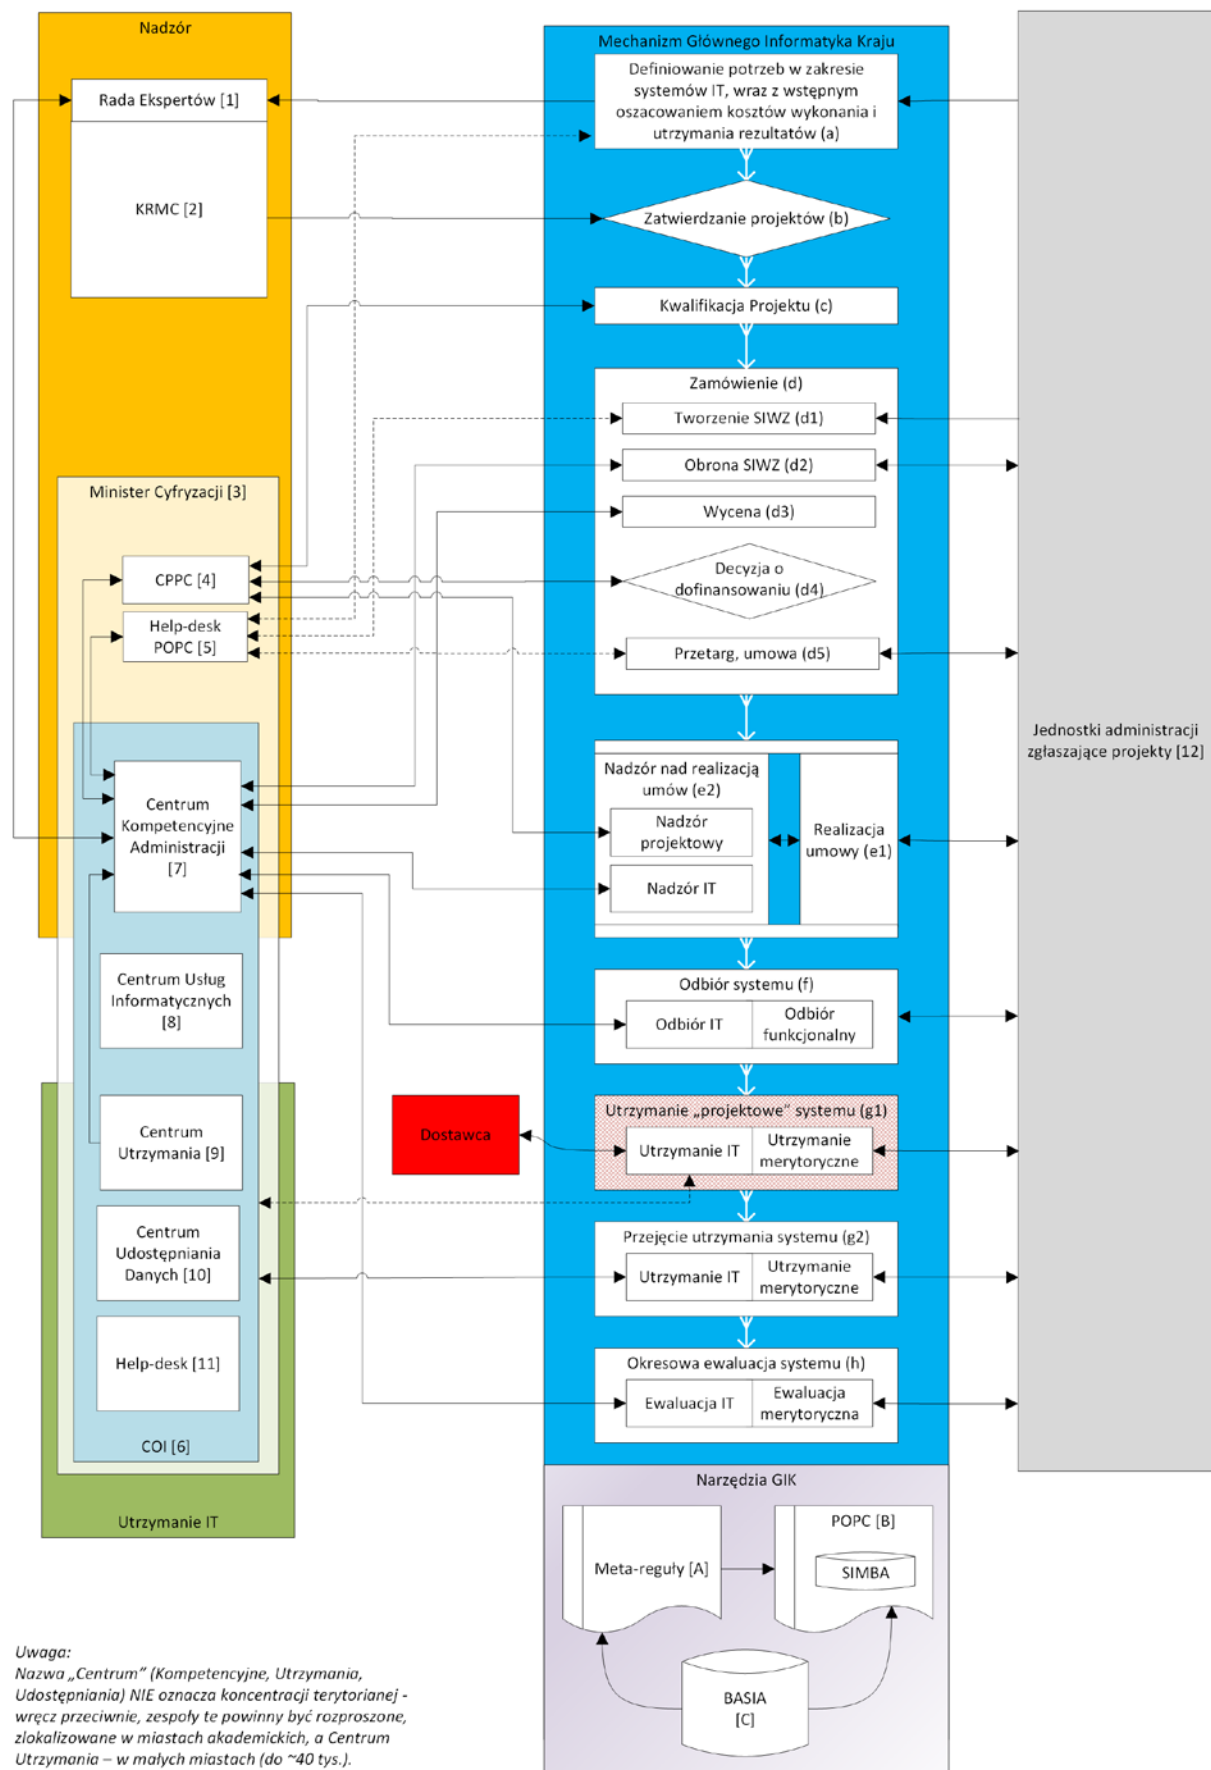 Nadzór
Rada Ekspertów [1]
KRMC [2]
Minister Cyfryzacji [3]
CPPC [4]
Help-desk
POPC [5]
Centrum
Kompetencyjne
Administracji
[7]
Centrum Usług
Informatycznych
[8]
Centrum
Utrzymania [9]
Centrum
Udostępniania
Danych [10]
Help-desk [11]
COI [6]
Utrzymanie IT
Dostawca
Mechanizm Głównego Informatyka Kraju
Definiowanie potrzeb w zakresie
systemów IT, wraz z wstępnym
oszacowaniem kosztów wykonania i
utrzymania rezultatów (a)
Zatwierdzanie projektów (b)
Kwalifikacja Projektu (c)
Zamówienie (d)
Tworzenie SIWZ (d1)
Obrona SIWZ (d2)
Wycena (d3)
Decyzja o
dofinansowaniu (d4)
Przetarg, umowa (d5)
Nadzór nad realizacją
umów (e2)
Nadzór
projektowy
Nadzór IT
Realizacja
umowy (e1)
Odbiór systemu (f)
Odbiór IT
Odbiór
funkcjonalny
Utrzymanie „projektowe” systemu (g1)
Utrzymanie IT
Utrzymanie
merytoryczne
Przejęcie utrzymania systemu (g2)
Utrzymanie IT
Utrzymanie
merytoryczne
Okresowa ewaluacja systemu (h)
Ewaluacja IT
Ewaluacja
merytoryczna
Jednostki administracji
zgłaszające projekty [12]
Narzędzia GIK
Meta-reguły [A]
POPC [B]
SIMBA
BASIA
[C]
Uwaga:
Nazwa „Centrum” (Kompetencyjne, Utrzymania,
Udostępniania) NIE oznacza koncentracji terytorianej -
wręcz przeciwnie, zespoły te powinny być rozproszone,
zlokalizowane w miastach akademickich, a Centrum
Utrzymania – w małych miastach (do ~40 tys.).